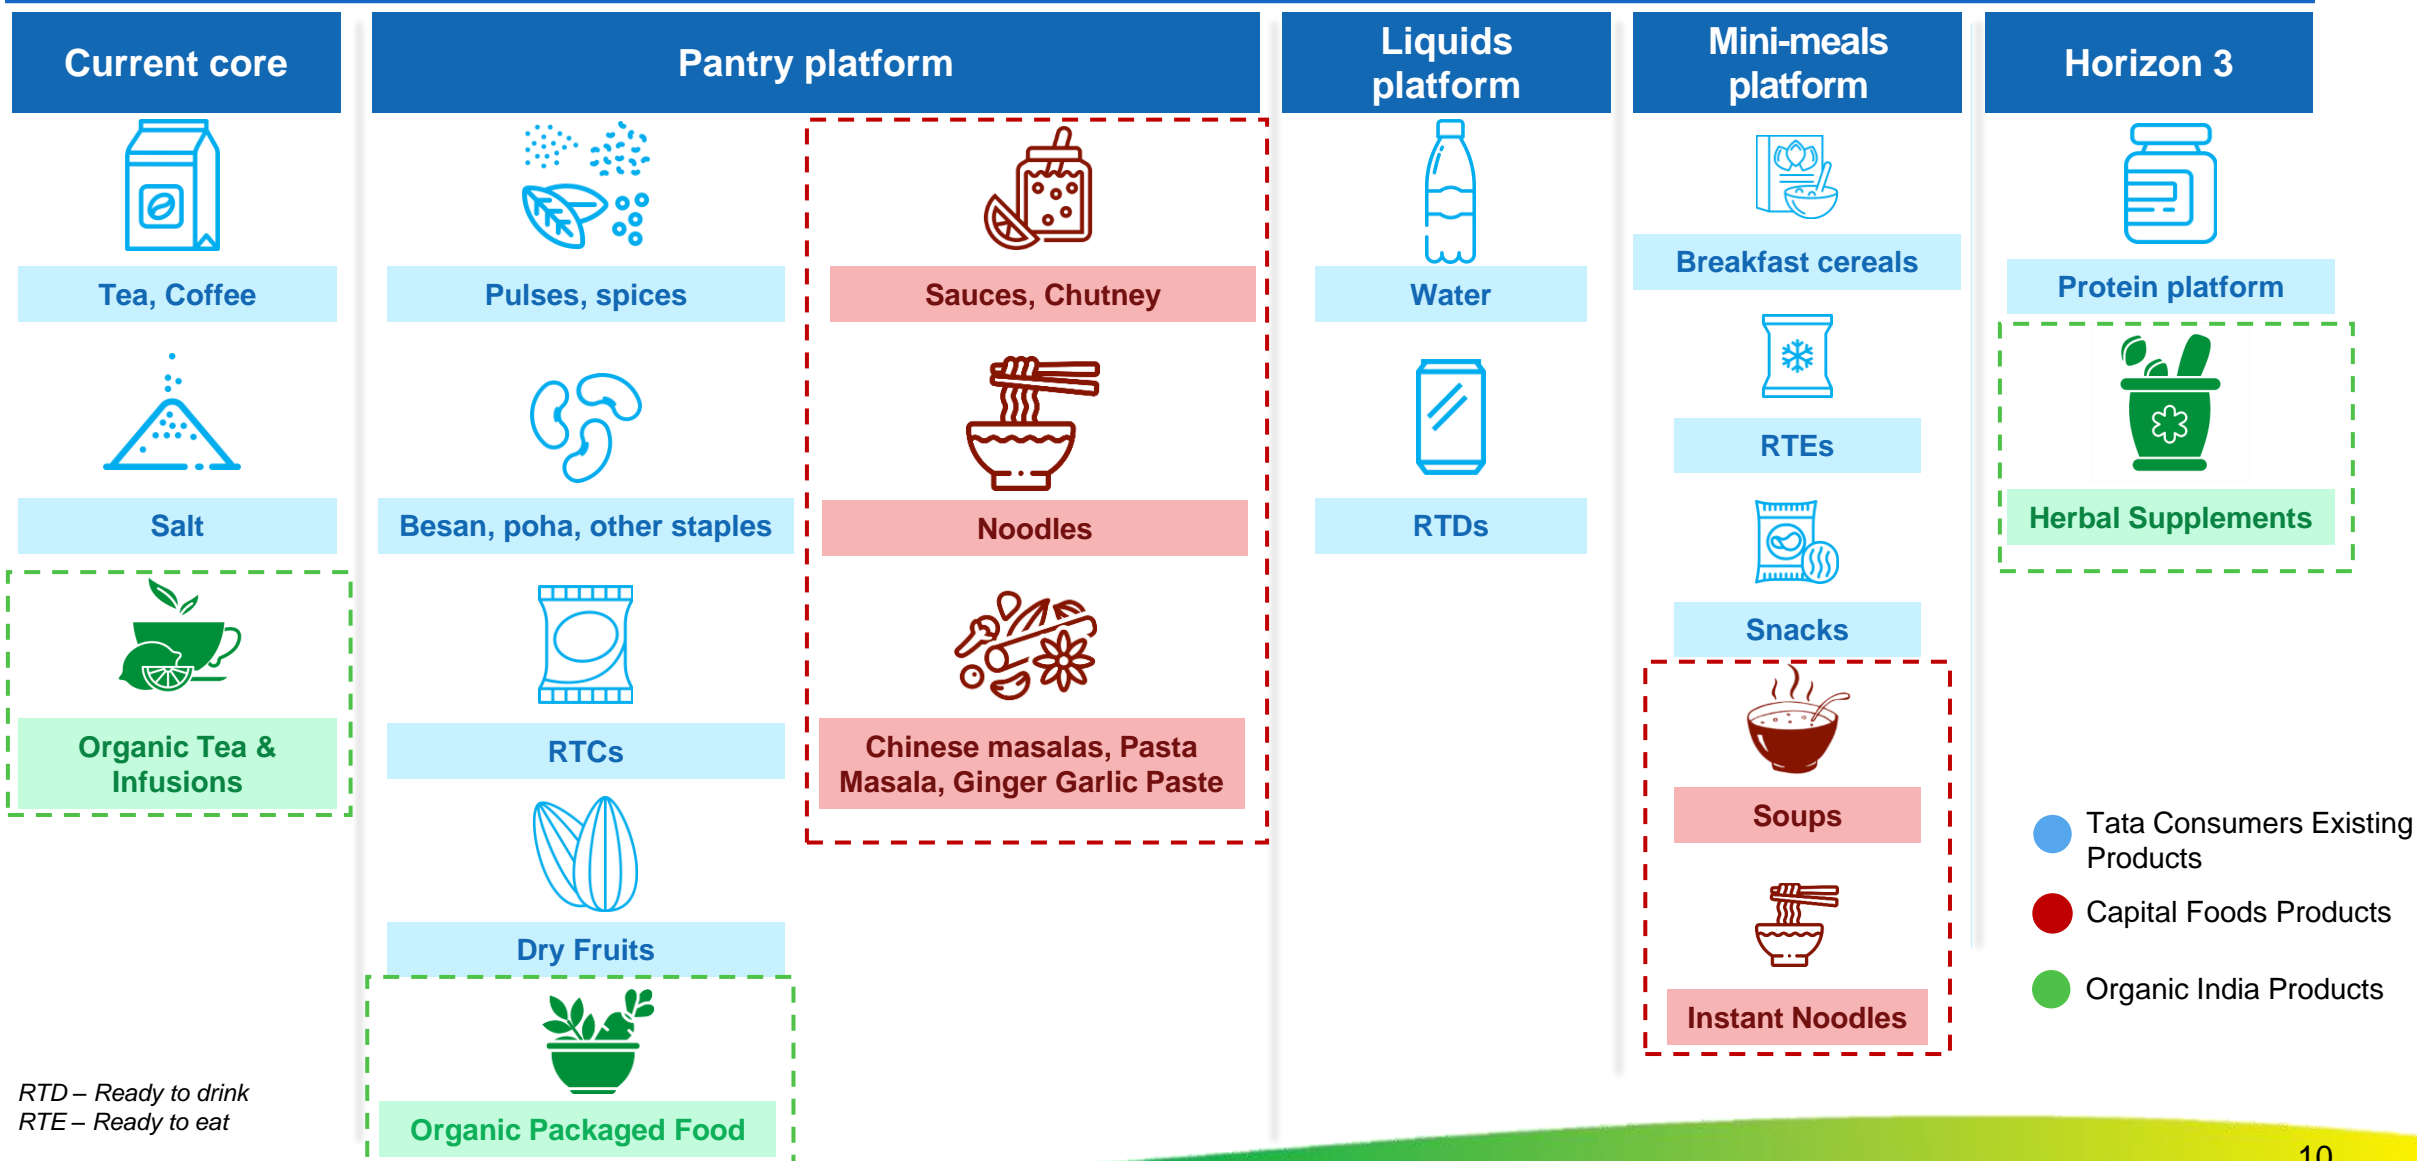 Current core
Tea, Coffee
Salt
Organic Tea &
Infusions
Pantry platform
Pulses, spices
Besan, poha, other staples
RTCs
Dry Fruits
Organic Packaged Food
Sauces, Chutney
Noodles
Chinese masalas, Pasta
Masala, Ginger Garlic Paste
Liquids
platform
Water
RTDs
Mini-meals
platform
Breakfast cereals
RTEs
Snacks
Soups
Instant Noodles
Horizon 3
Protein platform
Herbal Supplements
Tata Consumers Existing
Products
Capital Foods Products
Organic India Products
RTD – Ready to drink
RTE – Ready to eat
10